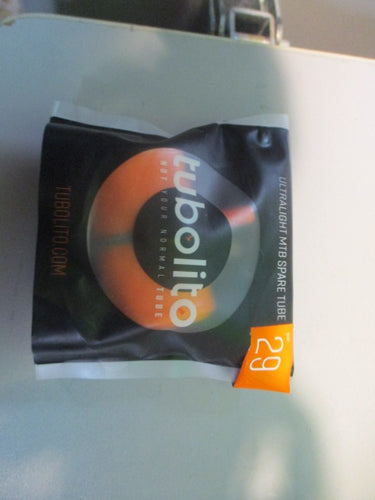 ULTRALIGHT MTB SPARE TUBE
29
tubolito
NOT YOUR NORMAL TUBE
TUBOLITO.COM